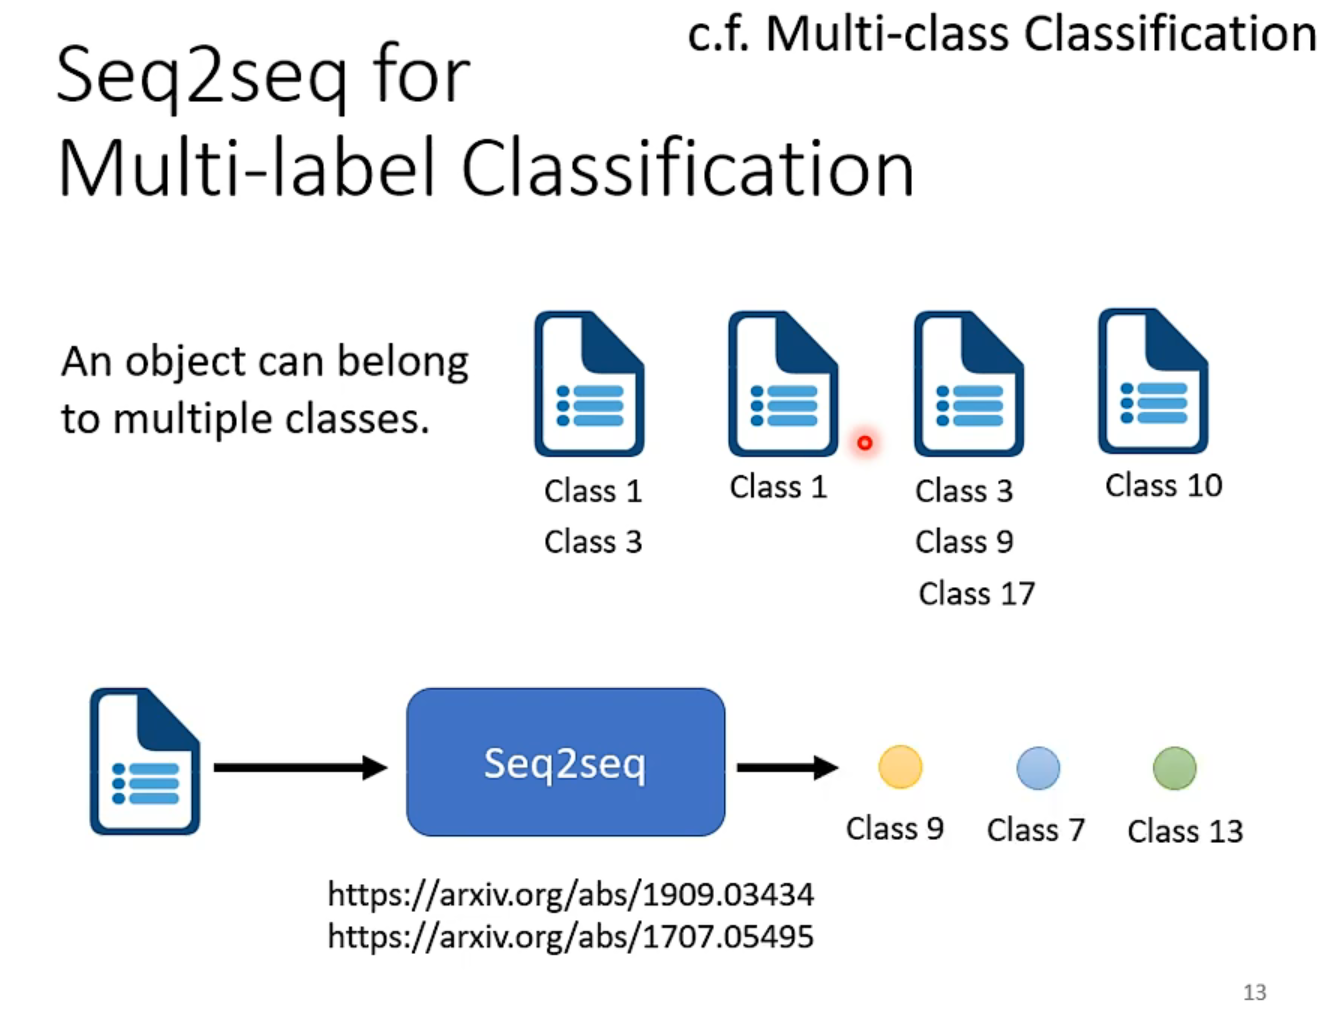 c.f. Multi-class Classification
Seq2seq for
Multi-label Classification
An object can belong
to multiple classes.
Class 1
Class 3
Class 1
Class 3
Class 9
Class 17
Class 10
Seq2seq
Class 9
Class 7
Class 13
https://arxiv.org/abs/1909.03434
https://arxiv.org/abs/1707.05495
13